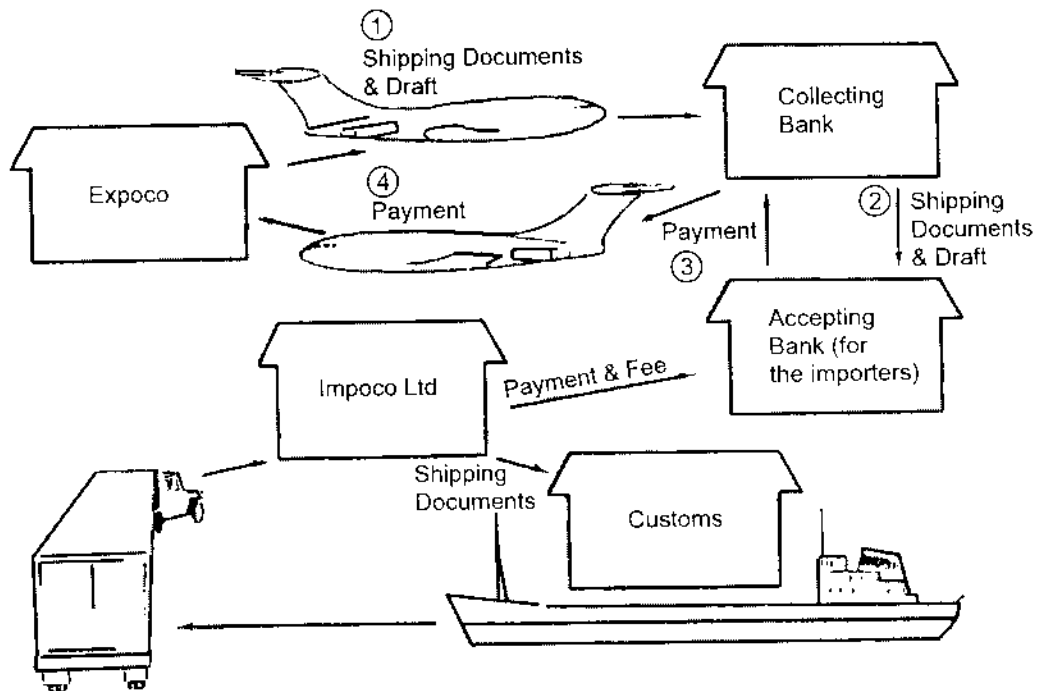 ①
Shipping Documents
& Draft
Collecting
Bank
Expoco
④
Payment
②
Shipping
Documents
& Draft
Payment
③
Accepting
Bank (for
the importers)
Impoco Ltd
Payment & Fee
Shipping
Documents
Customs